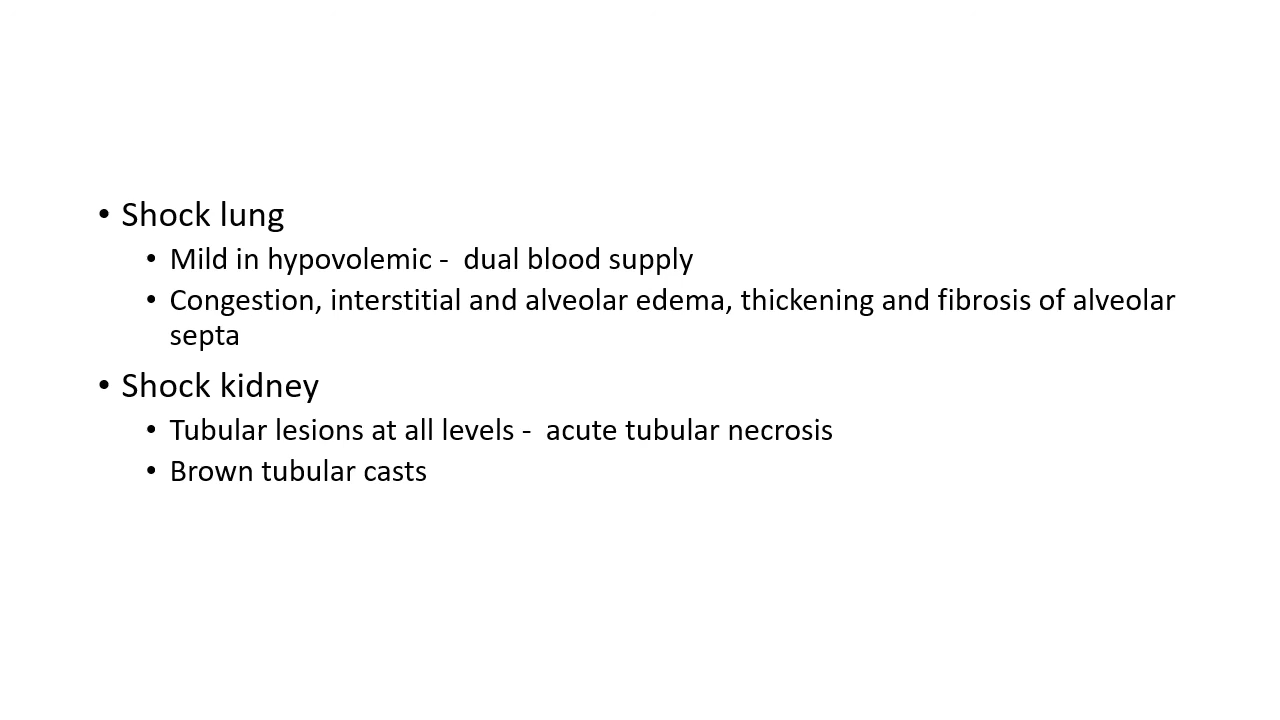 • Shock lung
• Mild in hypovolemic -  dual blood supply
• Congestion, interstitial and alveolar edema, thickening and fibrosis of alveolar
septa
• Shock kidney
• Tubular lesions at all levels -  acute tubular necrosis
• Brown tubular casts